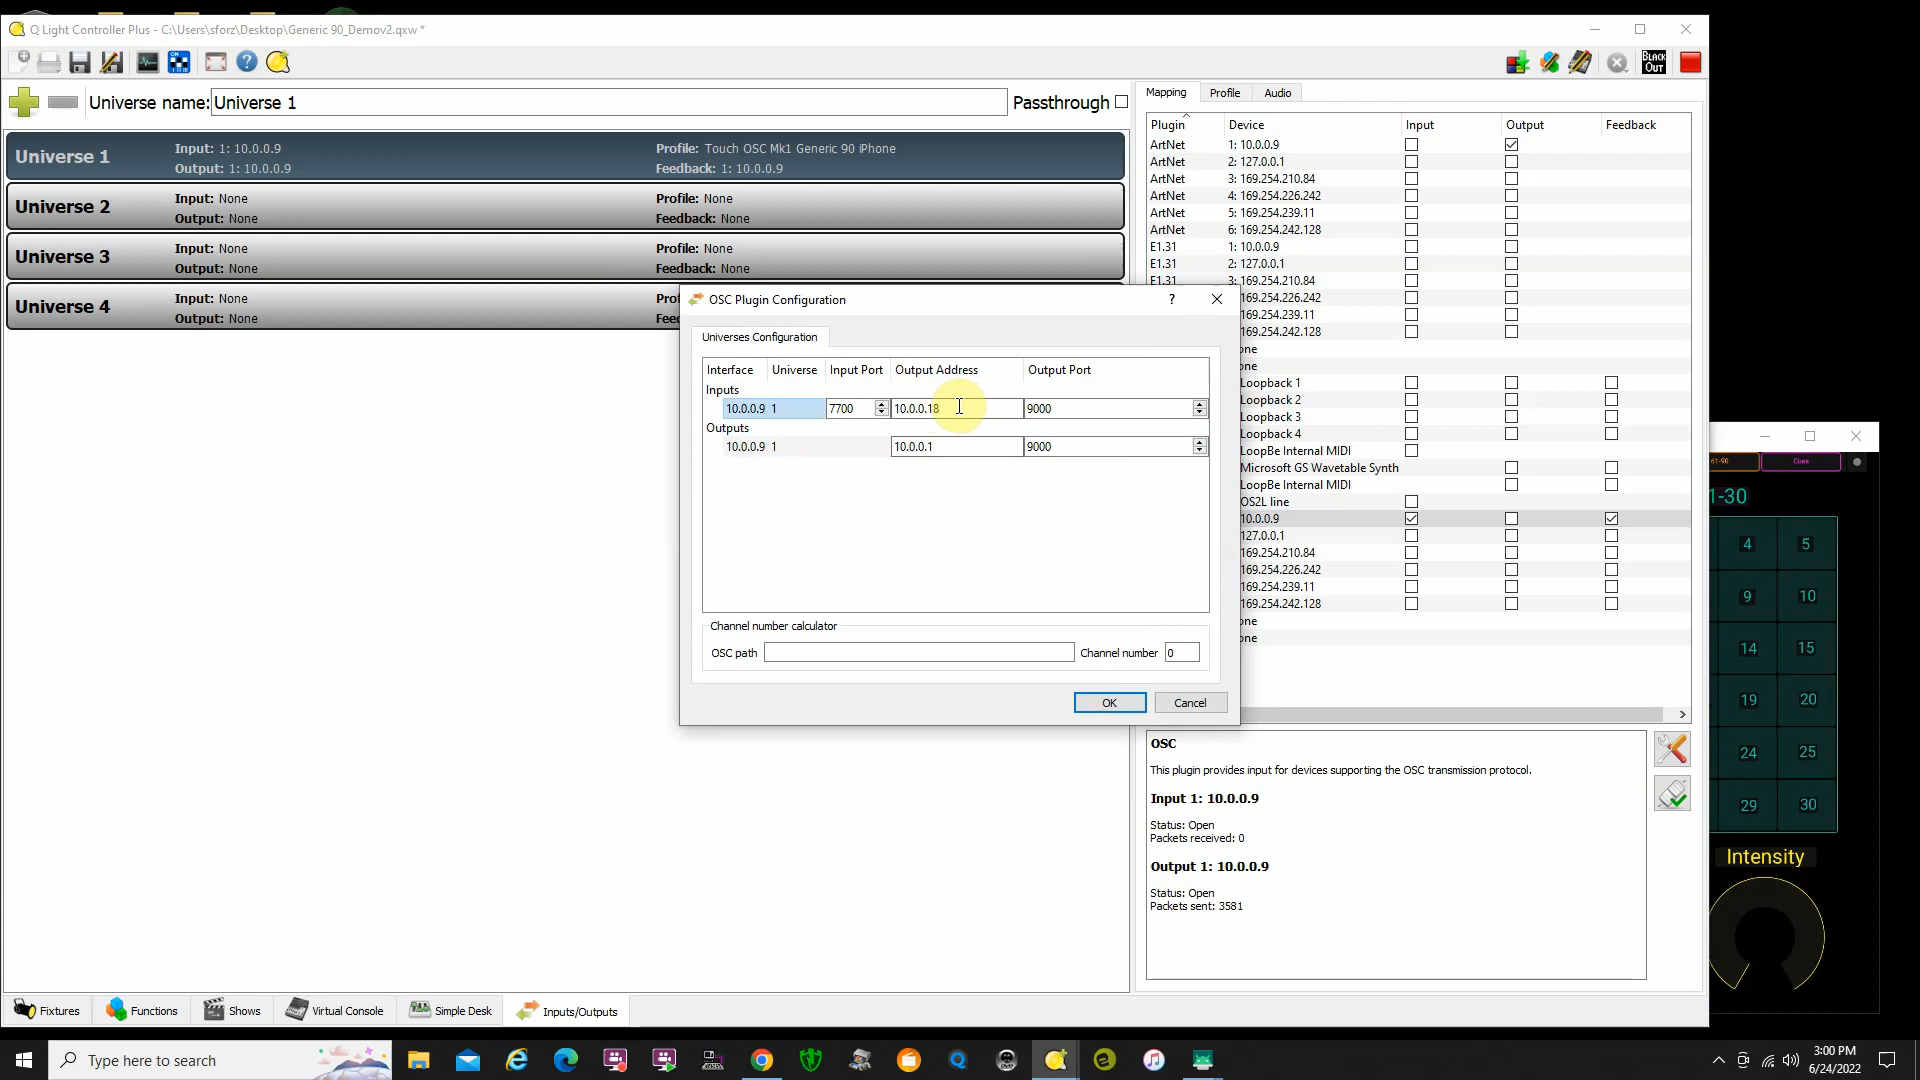 Q Light Controller Plus - C:\Users\sforz\Desktop\Generic 90_Demov2.qxw *
BLACK OUT
Universe name: Universe 1 Passthrough
Universe 1 Input: 1: 10.0.0.9 Profile: Touch OSC Mk1 Generic 90 iPhone
Output: 1: 10.0.0.9 Feedback: 1: 10.0.0.9
Universe 2 Input: None Profile: None
Output: None Feedback: None
Universe 3 Input: None Profile: None
Output: None Feedback: None
Universe 4 Input: None Prof
Output: None Feec
Mapping Profile Audio
Plugin Device Input Output Feedback
ArtNet 1: 10.0.0.9
ArtNet 2: 127.0.0.1
ArtNet 3: 169.254.210.84
ArtNet 4: 169.254.226.242
ArtNet 5: 169.254.239.11
ArtNet 6: 169.254.242.128
E1.31 1: 10.0.0.9
E1.31 2: 127.0.0.1
E1.31 3: 169.254.210.84
169.254.226.242
169.254.239.11
169.254.242.128
one
one
Loopback 1
Loopback 2
Loopback 3
Loopback 4
LoopBe Internal MIDI
Microsoft GS Wavetable Synth
LoopBe Internal MIDI
OS2L line
10.0.0.9
127.0.0.1
169.254.210.84
169.254.226.242
169.254.239.11
169.254.242.128
one
one
OSC Plugin Configuration ?
Universes Configuration
Interface Universe Input Port Output Address Output Port
Inputs
10.0.0.9 1 7700 10.0.0.18 9000
Outputs
10.0.0.9 1 10.0.0.1 9000
Channel number calculator
OSC path Channel number 0
OK Cancel
OSC
This plugin provides input for devices supporting the OSC transmission protocol.
Input 1: 10.0.0.9
Status: Open
Packets received: 0
Output 1: 10.0.0.9
Status: Open
Packets sent: 3581
61-90 Cues
1-30
4 5
9 10
14 15
19 20
24 25
29 30
Intensity
Fixtures Functions Shows Virtual Console Simple Desk Inputs/Outputs
Type here to search
3:00 PM
6/24/2022